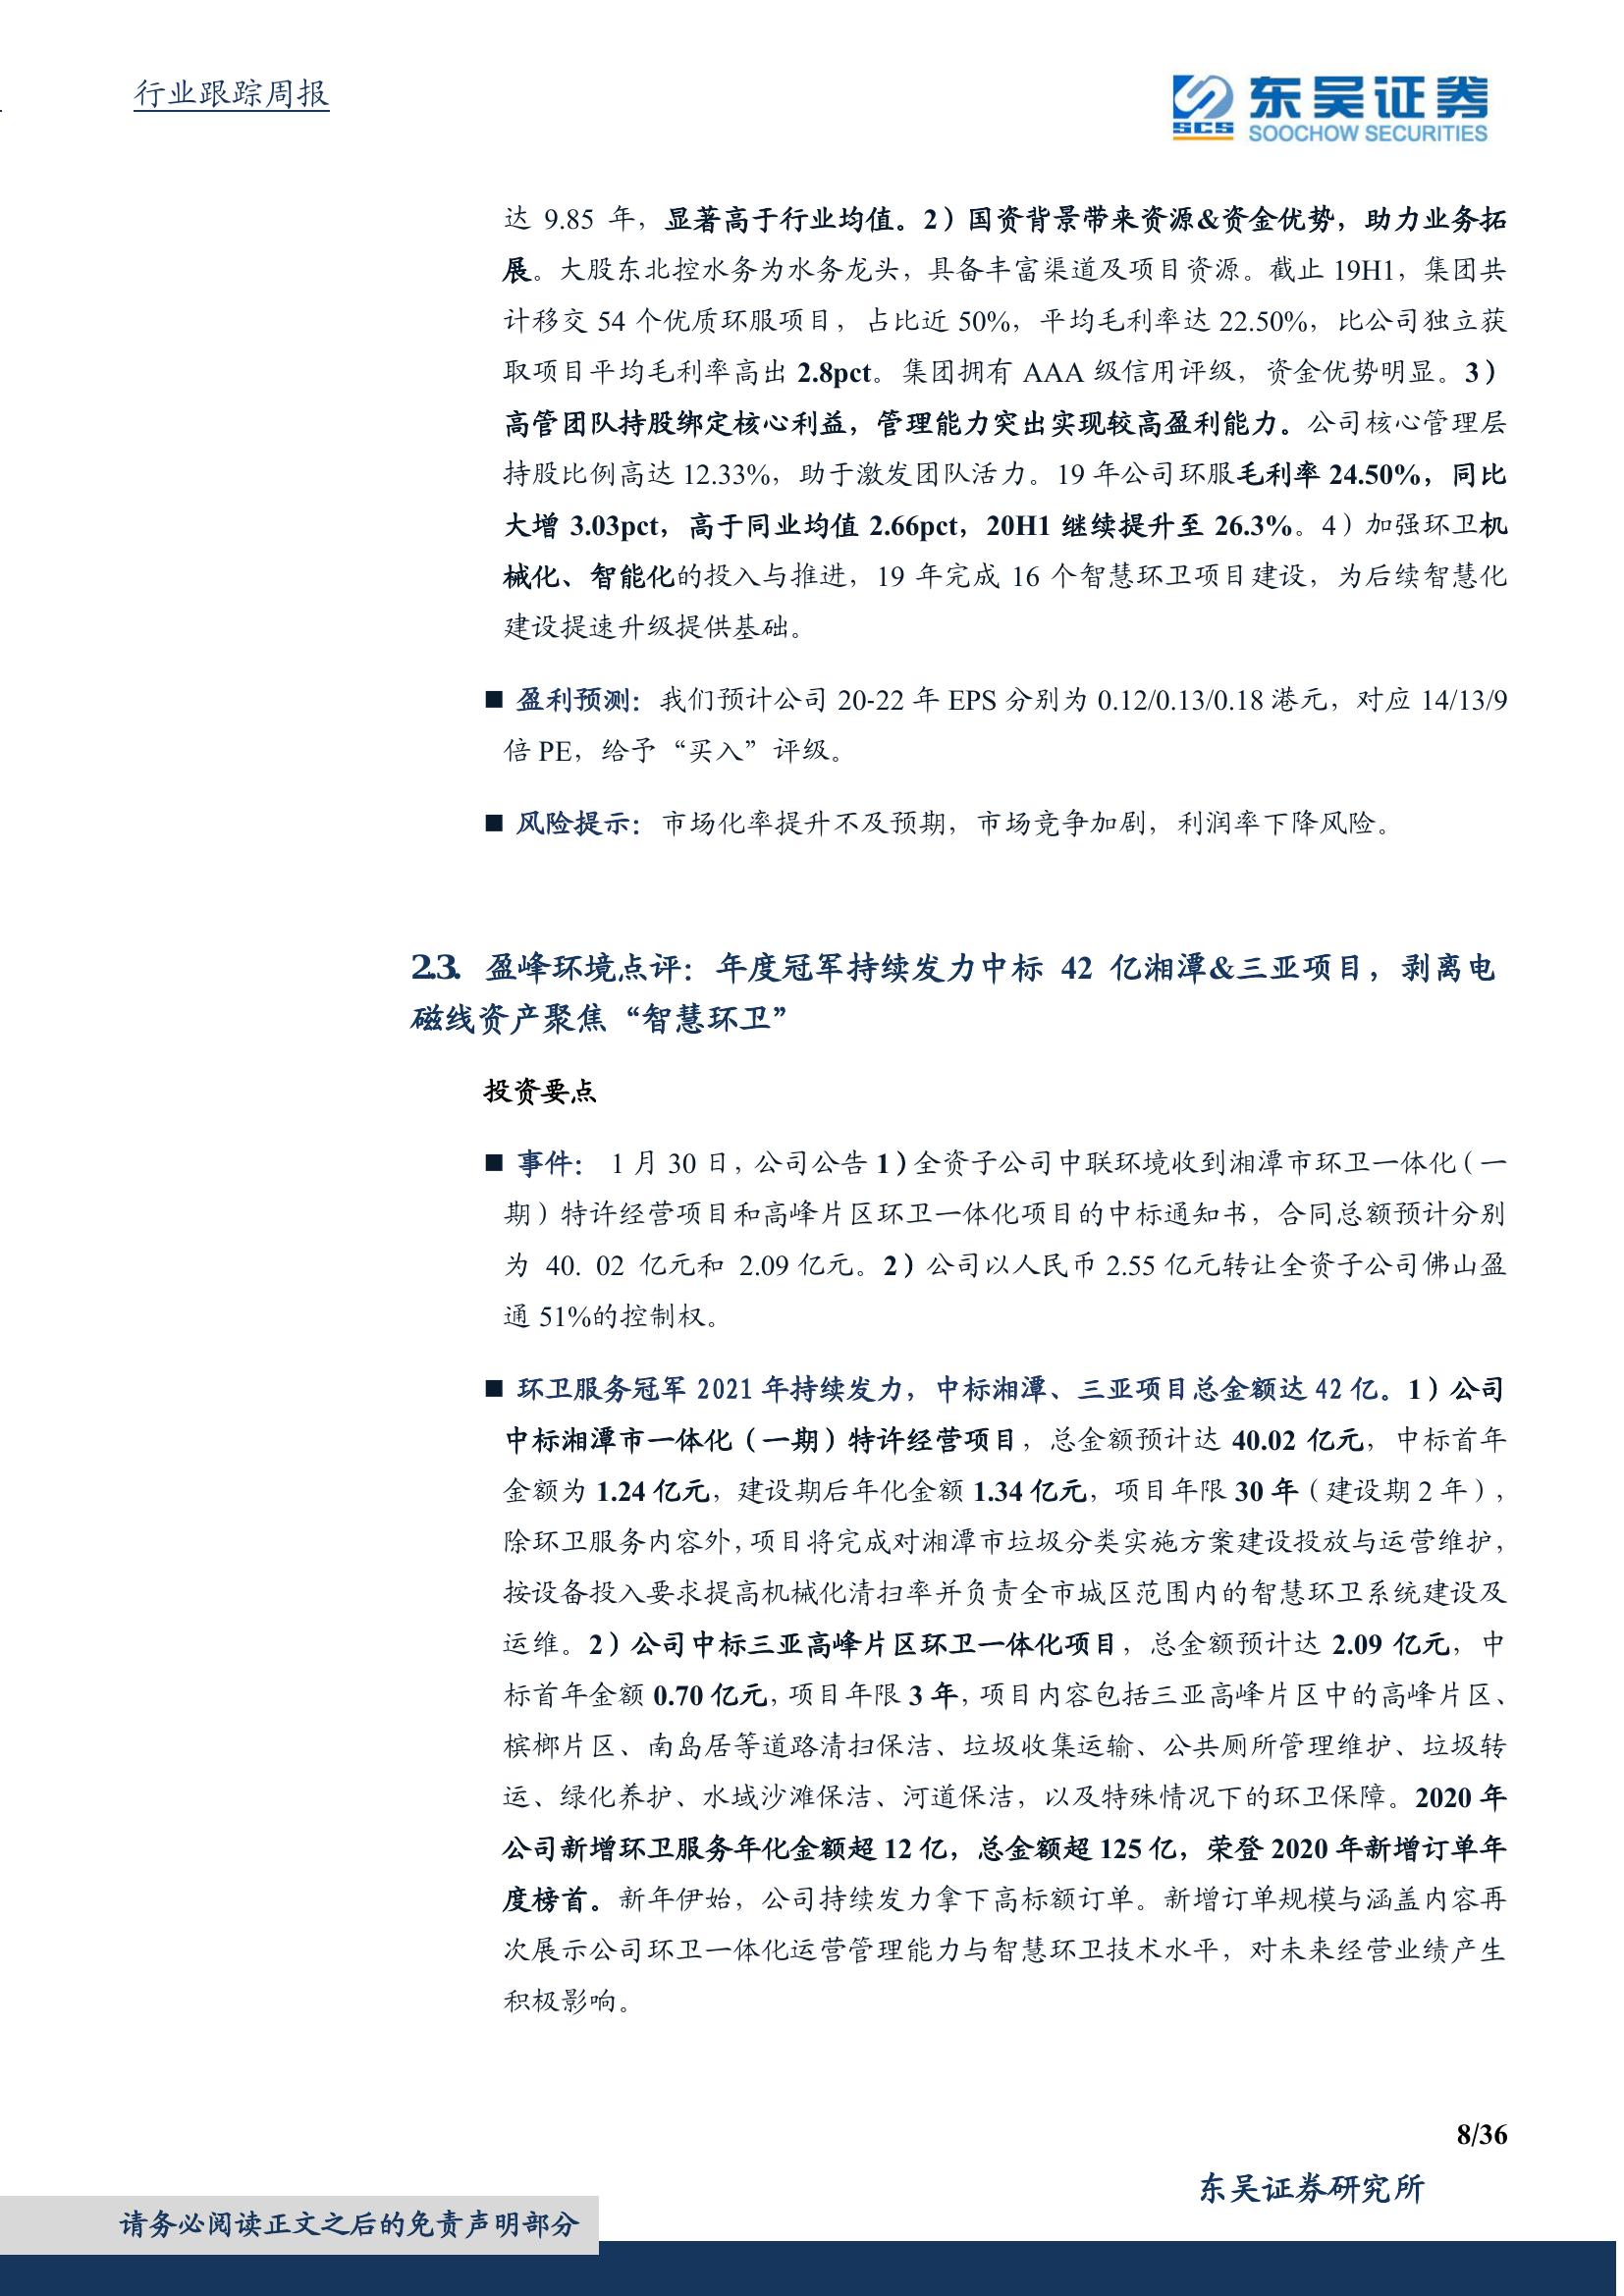 行业跟踪周报
SCS
东吴证券
SOOCHOW SECURITIES
达 9.85 年，显著高于行业均值。2）国资背景带来资源&资金优势，助力业务拓
展。大股东北控水务为水务龙头，具备丰富渠道及项目资源。截止 19H1，集团共
计移交 54 个优质环服项目，占比近 50%，平均毛利率达 22.50%，比公司独立获
取项目平均毛利率高出 2.8pct。集团拥有 AAA 级信用评级，资金优势明显。3）
高管团队持股绑定核心利益，管理能力突出实现较高盈利能力。公司核心管理层
持股比例高达 12.33%，助于激发团队活力。19 年公司环服毛利率 24.50%，同比
大增 3.03pct，高于同业均值 2.66pct，20H1 继续提升至 26.3%。4）加强环卫机
械化、智能化的投入与推进，19 年完成 16 个智慧环卫项目建设，为后续智慧化
建设提速升级提供基础。
■ 盈利预测：我们预计公司 20-22 年 EPS 分别为 0.12/0.13/0.18 港元，对应 14/13/9
倍 PE，给予“买入”评级。
■ 风险提示：市场化率提升不及预期，市场竞争加剧，利润率下降风险。
2.3. 盈峰环境点评：年度冠军持续发力中标 42 亿湘潭&三亚项目，剥离电
磁线资产聚焦“智慧环卫”
投资要点
■ 事件： 1 月 30 日，公司公告 1）全资子公司中联环境收到湘潭市环卫一体化（一
期）特许经营项目和高峰片区环卫一体化项目的中标通知书，合同总额预计分别
为 40. 02 亿元和 2.09 亿元。2）公司以人民币 2.55 亿元转让全资子公司佛山盈
通 51%的控制权。
■ 环卫服务冠军 2021 年持续发力，中标湘潭、三亚项目总金额达 42 亿。1）公司
中标湘潭市一体化（一期）特许经营项目，总金额预计达 40.02 亿元，中标首年
金额为 1.24 亿元，建设期后年化金额 1.34 亿元，项目年限 30 年（建设期 2 年），
除环卫服务内容外，项目将完成对湘潭市垃圾分类实施方案建设投放与运营维护，
按设备投入要求提高机械化清扫率并负责全市城区范围内的智慧环卫系统建设及
运维。2）公司中标三亚高峰片区环卫一体化项目，总金额预计达 2.09 亿元，中
标首年金额 0.70 亿元，项目年限 3 年，项目内容包括三亚高峰片区中的高峰片区、
槟榔片区、南岛居等道路清扫保洁、垃圾收集运输、公共厕所管理维护、垃圾转
运、绿化养护、水域沙滩保洁、河道保洁，以及特殊情况下的环卫保障。2020 年
公司新增环卫服务年化金额超 12 亿，总金额超 125 亿，荣登 2020 年新增订单年
度榜首。新年伊始，公司持续发力拿下高标额订单。新增订单规模与涵盖内容再
次展示公司环卫一体化运营管理能力与智慧环卫技术水平，对未来经营业绩产生
积极影响。
8/36
东吴证券研究所
请务必阅读正文之后的免责声明部分